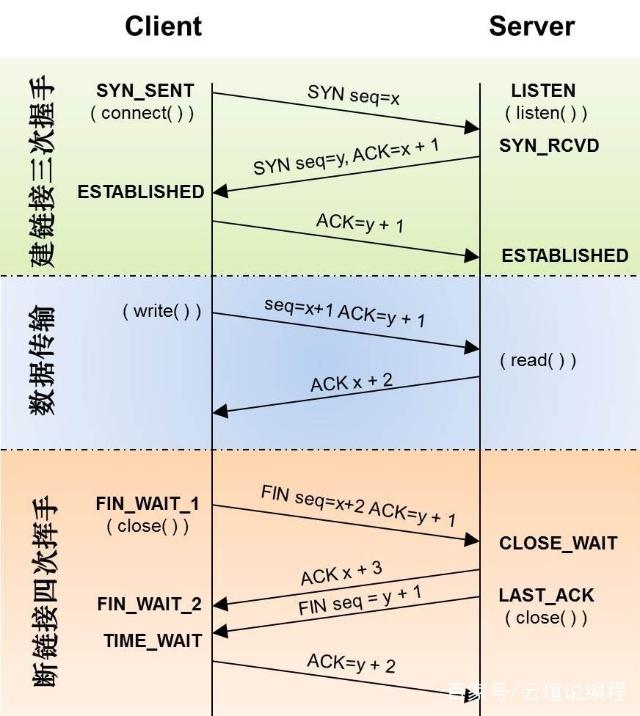 Client
Server
建链接三次握手
SYN_SENT
( connect( ) )
SYN seq=x
LISTEN
( listen( ) )
SYN_RCVD
SYN seq=y, ACK=x + 1
ESTABLISHED
ACK=y + 1
ESTABLISHED
数据传输
( write( ) )
seq=x+1 ACK=y + 1
( read( ) )
ACK x + 2
断链接四次挥手
FIN_WAIT_1
( close( ) )
FIN seq=x+2 ACK=y + 1
CLOSE_WAIT
ACK x + 3
FIN_WAIT_2
FIN seq = y + 1
LAST_ACK
( close( ) )
TIME_WAIT
ACK=y + 2
百家号/云瑄说编程